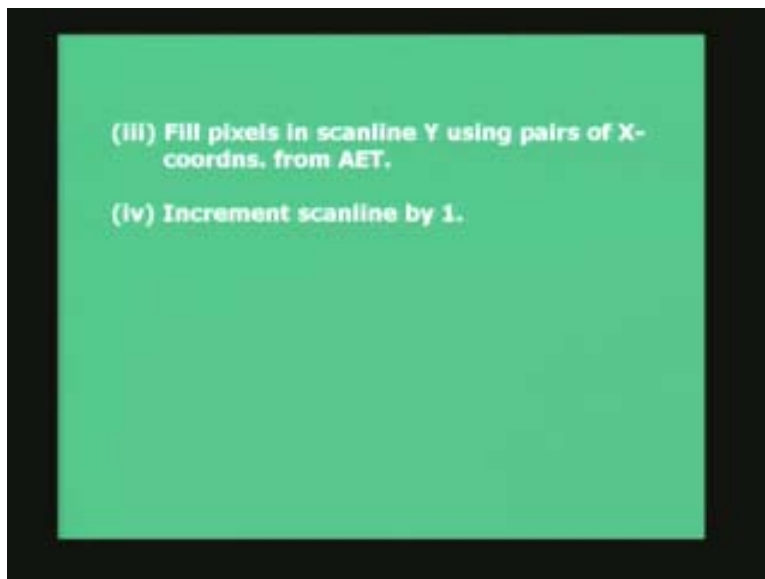 (iii) Fill pixels in scanline Y using pairs of X-
coordns. from AET.
(iv) Increment scanline by 1.